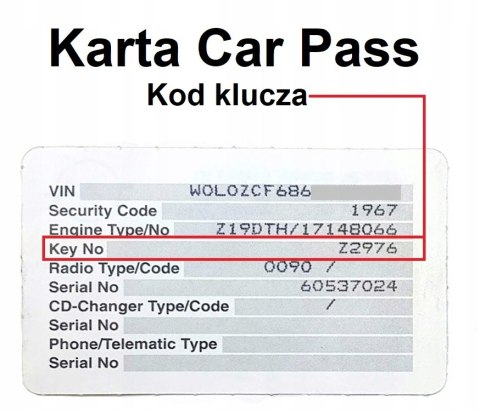 Karta Car Pass
Kod klucza
VIN WOLOZCF686
Security Code 1967
Engine Type/No Z19DTH/17148066
Key No Z2976
Radio Type/Code 0090 /
Serial No 60537024
CD-Changer Type/Code /
Serial No
Phone/Telematic Type
Serial No